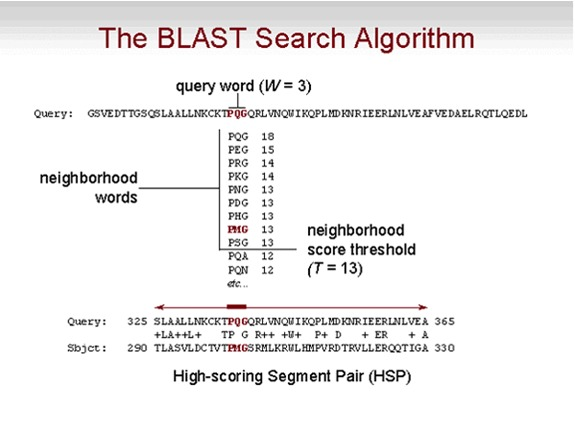 The BLAST Search Algorithm
query word (W = 3)
Query: GSVEDTTGSQSLAALLNKCKTPQGQRLVNQWIKQPLMDKNRIEERLNLVEAFVEDAELRQTLQEDL
PQG 18
PEG 15
PRG 14
PKG 14
neighborhood
words
PNG 13
PDG 13
PHG 13
PMG 13
PSG 13
neighborhood
score threshold
(T = 13)
PQA 12
PQN 12
etc...
Query: 325 SLAALLNKCKTPQGQRLVNQWIKQPLMDKNRIEERLNLVEA 365
+LA++L+ TP G R++ +W+ P+ D + ER + A
Sbjct: 290 TLASVLDCTVTPMGSRMLKRWLHMPVRDTRVLLERQQTIGA 330
High-scoring Segment Pair (HSP)